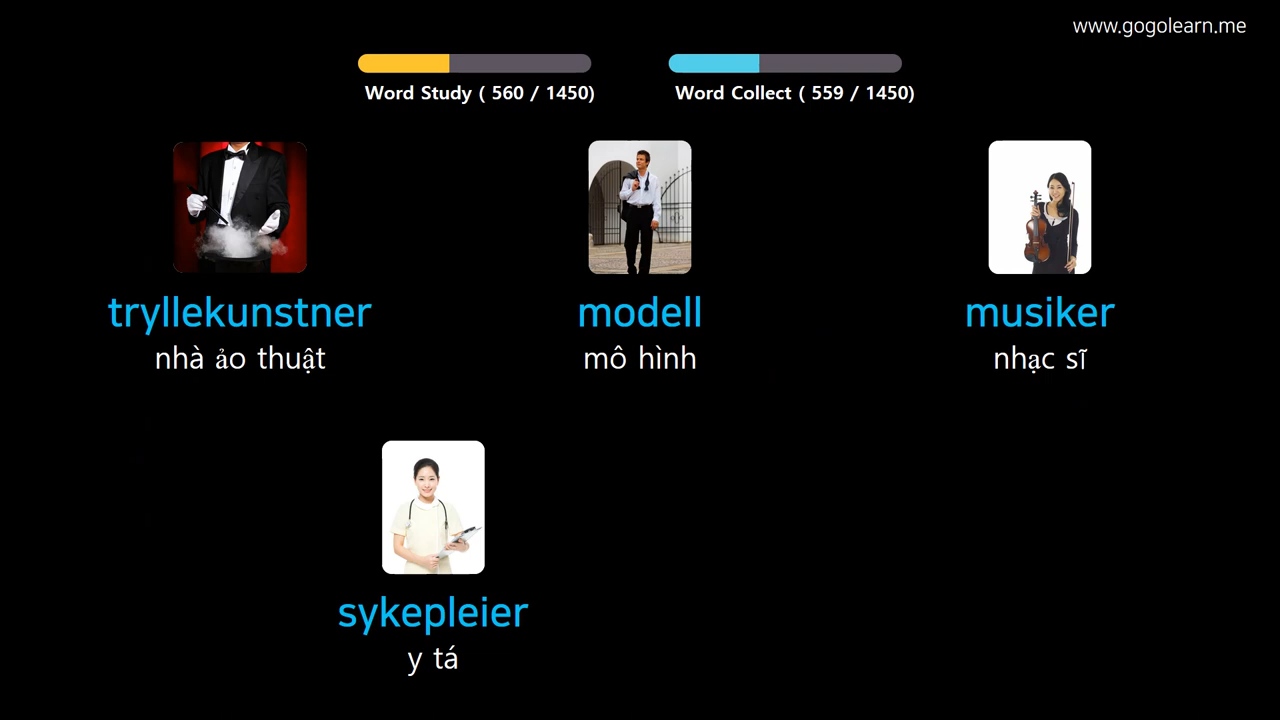 www.gogolearn.me
Word Study ( 560 / 1450)
Word Collect ( 559 / 1450)
tryllekunstner
nhà ảo thuật
modell
mô hình
musiker
nhạc sĩ
sykepleier
y tá